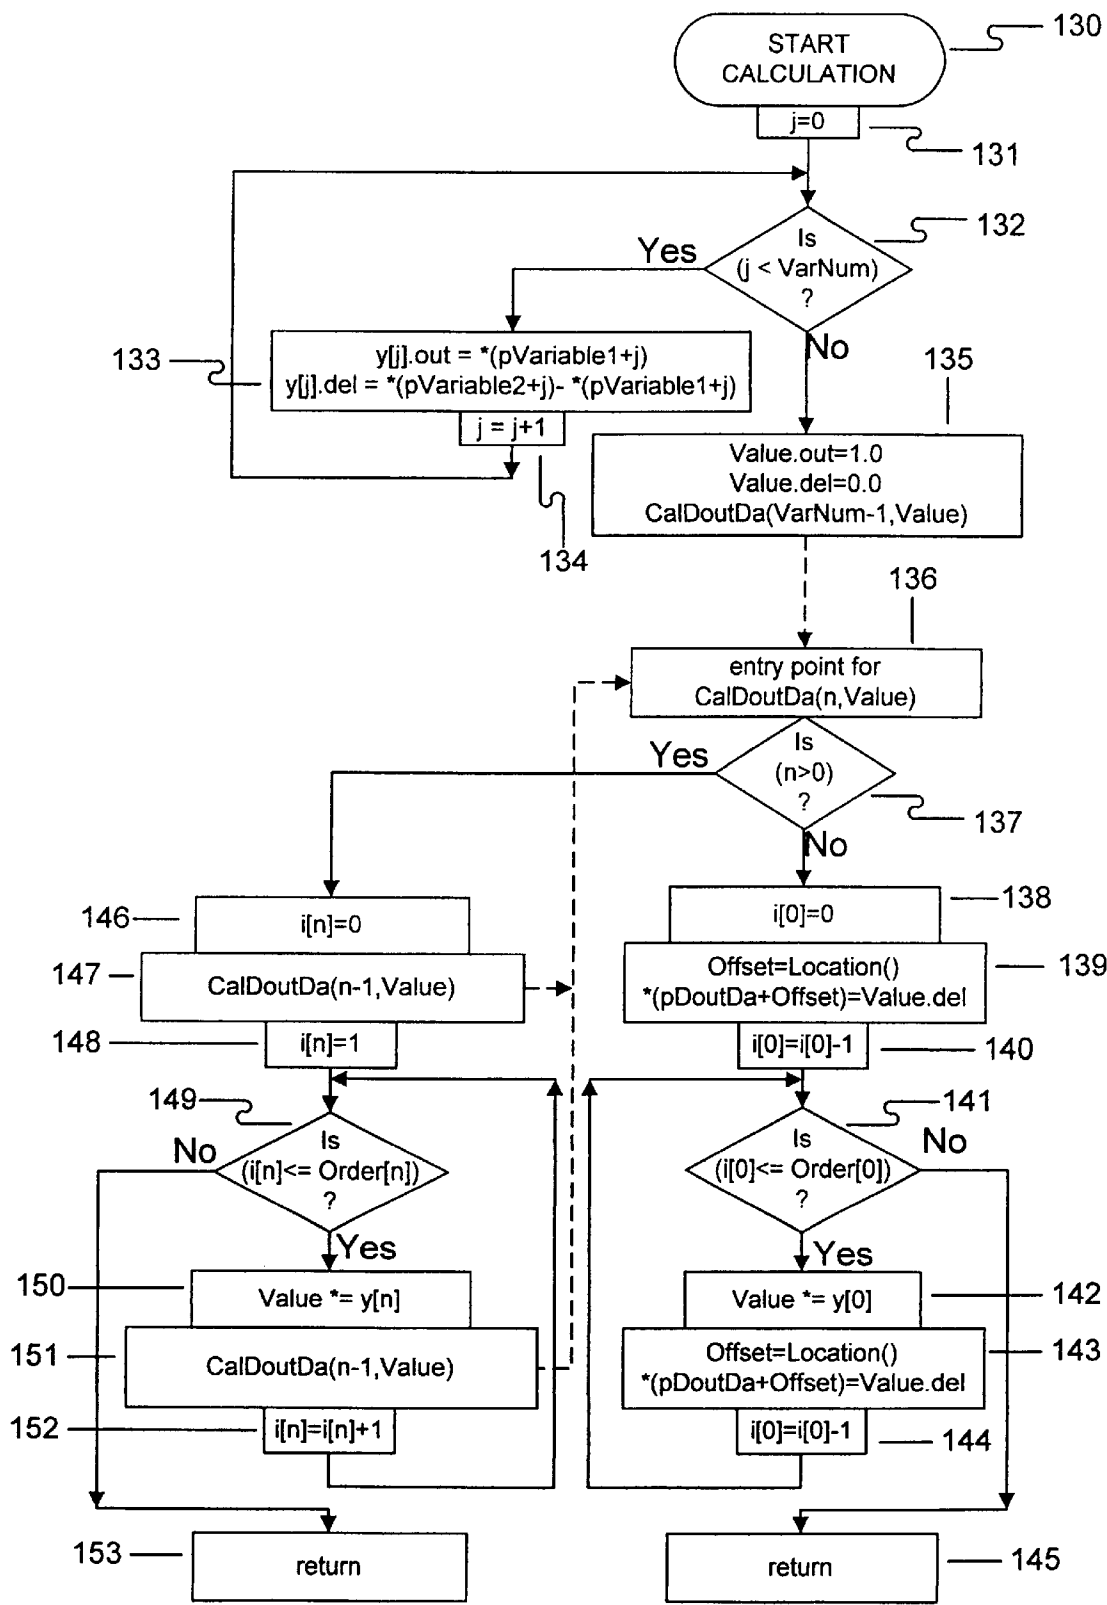 START
CALCULATION
130
j=0
131
Is
(j < VarNum)
?
132
Yes
No
y[j].out = *(pVariable1+j)
y[j].del = *(pVariable2+j)- *(pVariable1+j)
133
j = j+1
134
135
Value.out=1.0
Value.del=0.0
CalDoutDa(VarNum-1,Value)
136
entry point for
CalDoutDa(n,Value)
Is
(n>0)
?
137
Yes
No
138
i[0]=0
139
Offset=Location()
*(pDoutDa+Offset)=Value.del
i[0]=i[0]-1
140
146
i[n]=0
147
CalDoutDa(n-1,Value)
148
i[n]=1
149
Is
(i[n]<= Order[n])
?
No
Yes
141
Is
(i[0]<= Order[0])
?
No
Yes
150
Value *= y[n]
151
CalDoutDa(n-1,Value)
152
i[n]=i[n]+1
142
Value *= y[0]
143
Offset=Location()
*(pDoutDa+Offset)=Value.del
i[0]=i[0]-1
144
153
return
return
145